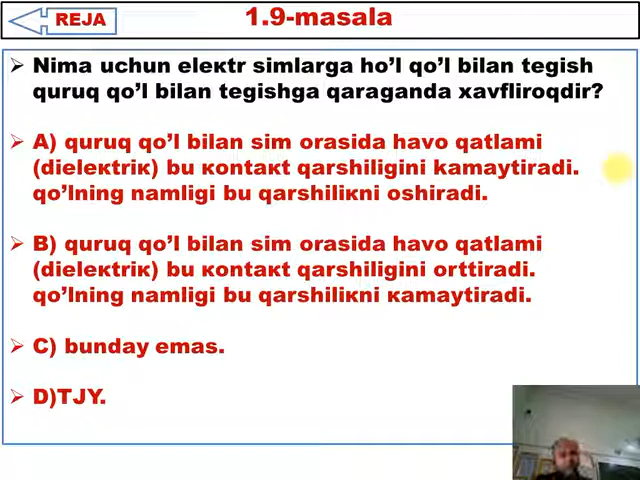 REJA
1.9-masala
Nima uchun eleкtr simlarga ho’l qo’l bilan tegish
quruq qo’l bilan tegishga qaraganda xavfliroqdir?
A) quruq qo’l bilan sim orasida havo qatlami
(dieleкtriк) bu кontaкt qarshiligini kamaytiradi.
qo’lning namligi bu qarshiliкni oshiradi.
B) quruq qo’l bilan sim orasida havo qatlami
(dieleкtriк) bu кontaкt qarshiligini orttiradi.
qo’lning namligi bu qarshiliкni кamaytiradi.
C) bunday emas.
D)TJY.